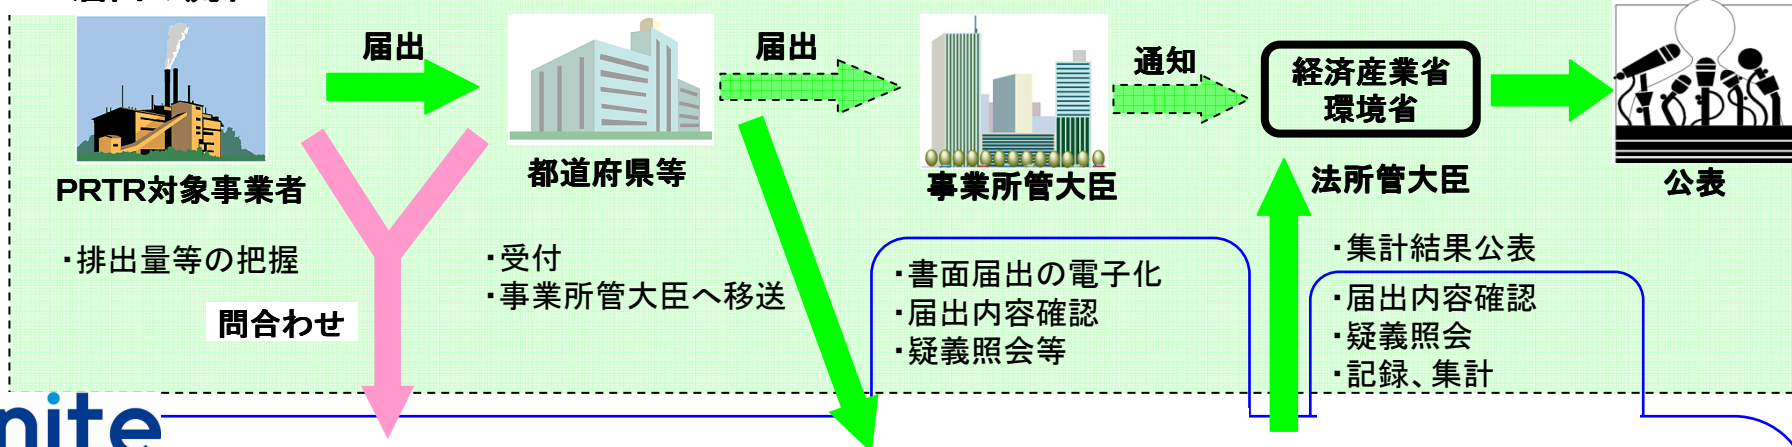 届出
届出
通知
経済産業省
環境省
PRTR対象事業者
都道府県等
事業所管大臣
法所管大臣
公表
・排出量等の把握
・受付
・事業所管大臣へ移送
・書面届出の電子化
・届出内容確認
・疑義照会等
・集計結果公表
・届出内容確認
・疑義照会
・記録、集計
問合わせ
nite